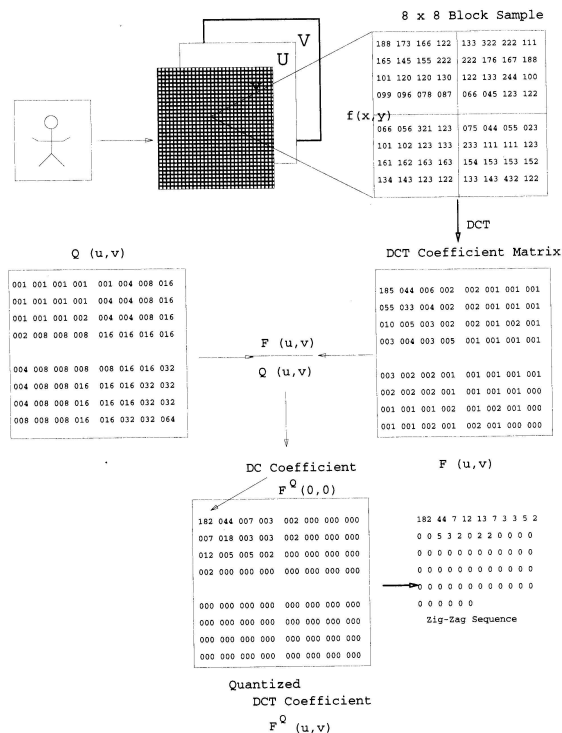 8 x 8 Block Sample
V
U
Y
188 173 166 122 133 322 222 111
165 145 155 222 222 176 167 188
101 120 120 130 122 133 244 100
099 096 078 087 066 045 123 122
f(x,y)
066 056 321 123 075 044 055 023
101 102 123 133 233 111 111 123
161 162 163 163 154 153 153 152
134 143 123 122 133 143 432 122
DCT
Q (u,v)
DCT Coefficient Matrix
001 001 001 001 001 004 008 016
001 001 001 001 004 004 008 016
001 001 001 002 004 004 008 016
002 008 008 008 016 016 016 016
004 008 008 008 008 016 016 032
004 008 008 016 016 016 032 032
004 008 008 016 016 016 032 032
008 008 008 016 016 032 032 064
185 044 006 002 002 001 001 001
055 033 004 002 002 001 001 001
010 005 003 002 002 001 002 001
003 004 003 005 001 001 001 001
003 002 002 001 001 001 001 001
002 002 002 001 001 001 001 000
001 001 001 002 001 002 001 000
001 001 002 001 002 001 000 000
F (u,v)
Q (u,v)
F (u,v)
DC Coefficient
F Q (0,0)
182 044 007 003 002 000 000 000
007 018 003 003 002 000 000 000
012 005 005 002 000 000 000 000
002 000 000 000 000 000 000 000
000 000 000 000 000 000 000 000
000 000 000 000 000 000 000 000
000 000 000 000 000 000 000 000
000 000 000 000 000 000 000 000
182 44 7 12 13 7 3 3 5 2
0 0 5 3 2 0 2 2 0 0 0 0
0 0 0 0 0 0 0 0 0 0 0 0
0 0 0 0 0 0 0 0 0 0 0 0
0 0 0 0 0 0 0 0 0 0 0 0
0 0 0 0 0 0
Zig-Zag Sequence
Quantized
DCT Coefficient
F Q (u,v)